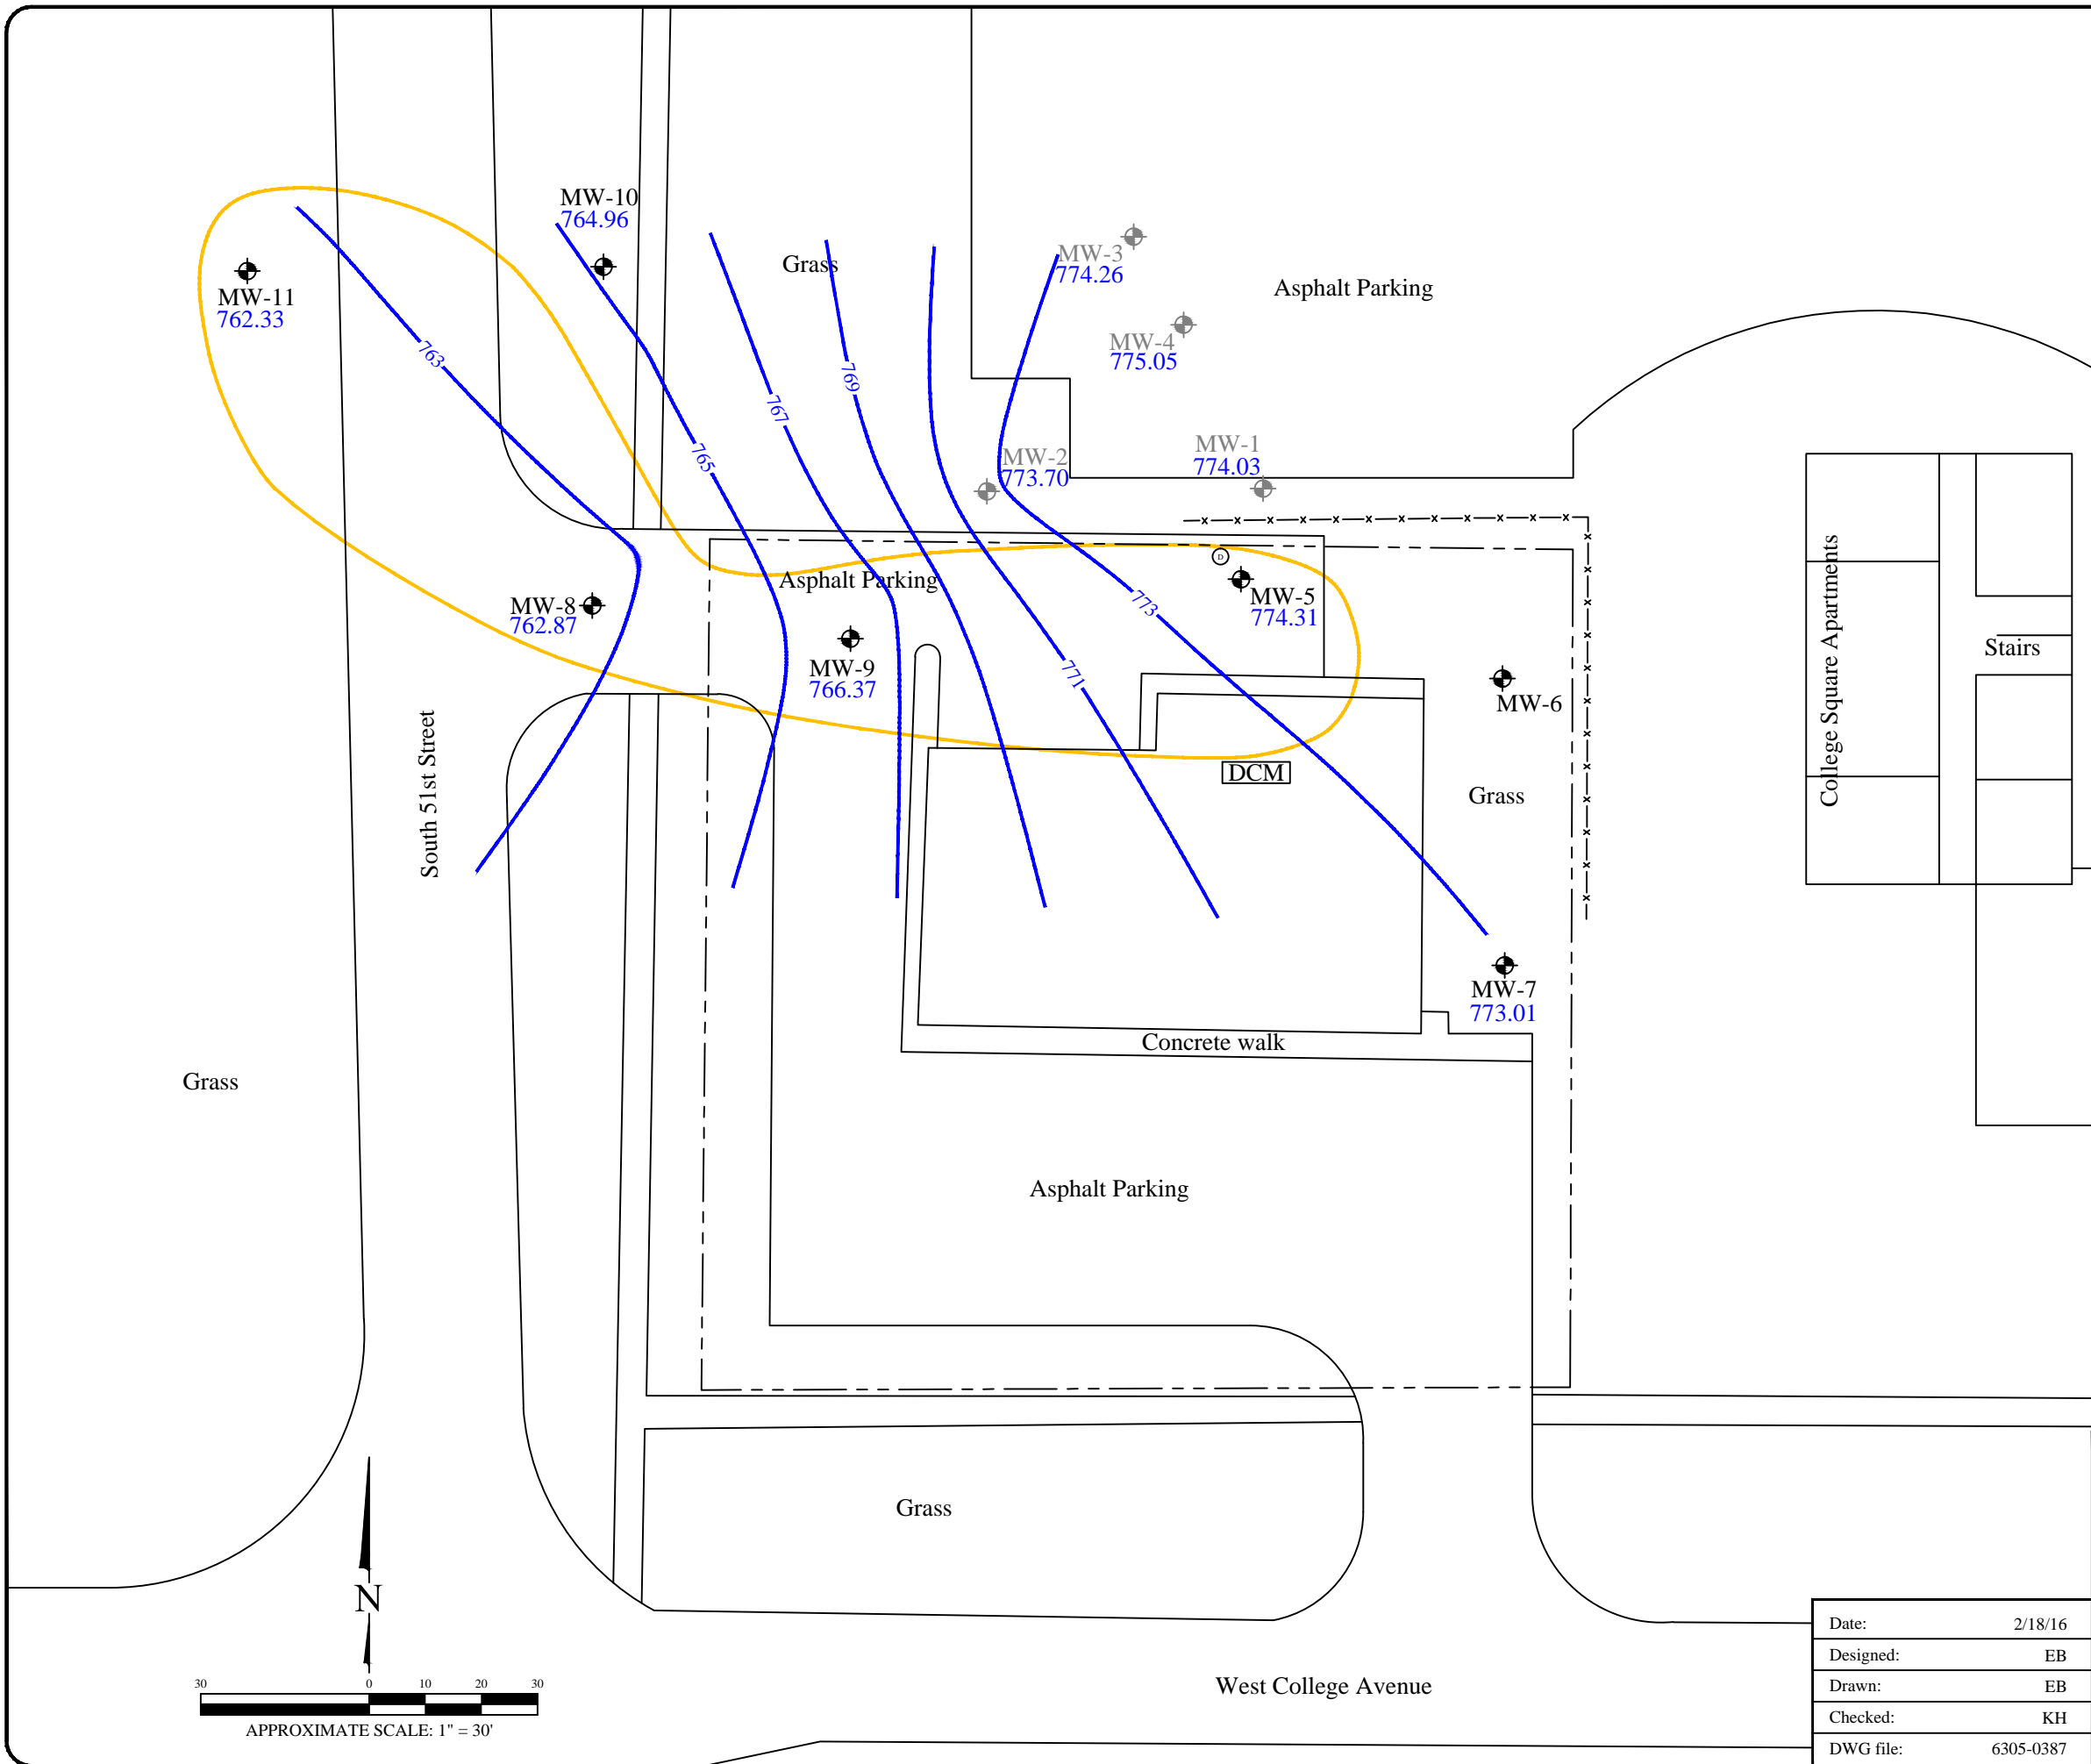 MW-10
764.96
Grass
MW-3
774.26
Asphalt Parking
MW-11
762.33
763
MW-4
775.05
769
767
765
MW-2
773.70
MW-1
774.03
D
Asphalt Parking
MW-5
774.31
773
MW-8
762.87
MW-9
766.37
771
MW-6
College Square Apartments
Stairs
South 51st Street
DCM
Grass
MW-7
773.01
Concrete walk
Grass
Asphalt Parking
Grass
N
30 0 10 20 30
APPROXIMATE SCALE: 1" = 30'
West College Avenue
Date: 2/18/16
Designed: EB
Drawn: EB
Checked: KH
DWG file: 6305-0387